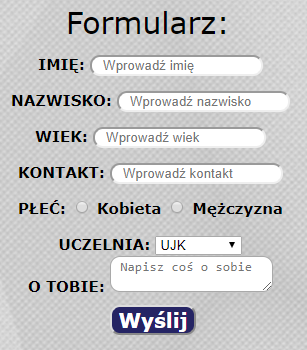 Formularz:
IMIĘ: Wprowadź imię
NAZWISKO: Wprowadź nazwisko
WIEK: Wprowadź wiek
KONTAKT: Wprowadź kontakt
PŁEĆ: Kobieta Mężczyzna
UCZELNIA: UJK
O TOBIE: Napisz coś o sobie
Wyślij